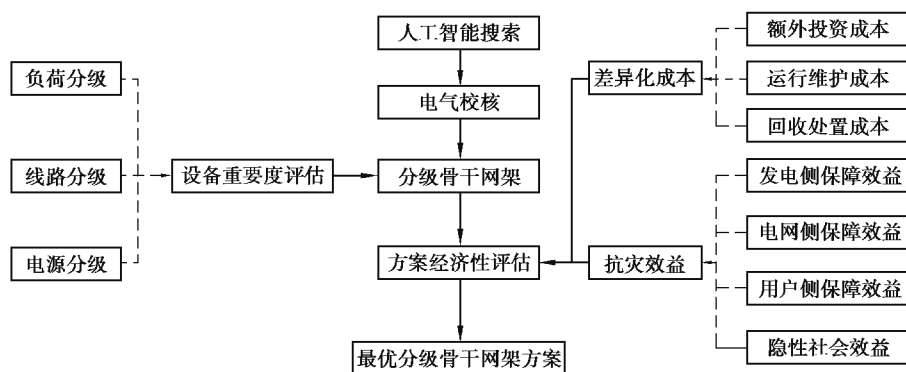 人工智能搜索
电气校核
分级骨干网架
方案经济性评估
最优分级骨干网架方案
负荷分级
线路分级
电源分级
设备重要度评估
差异化成本
抗灾效益
额外投资成本
运行维护成本
回收处置成本
发电侧保障效益
电网侧保障效益
用户侧保障效益
隐性社会效益